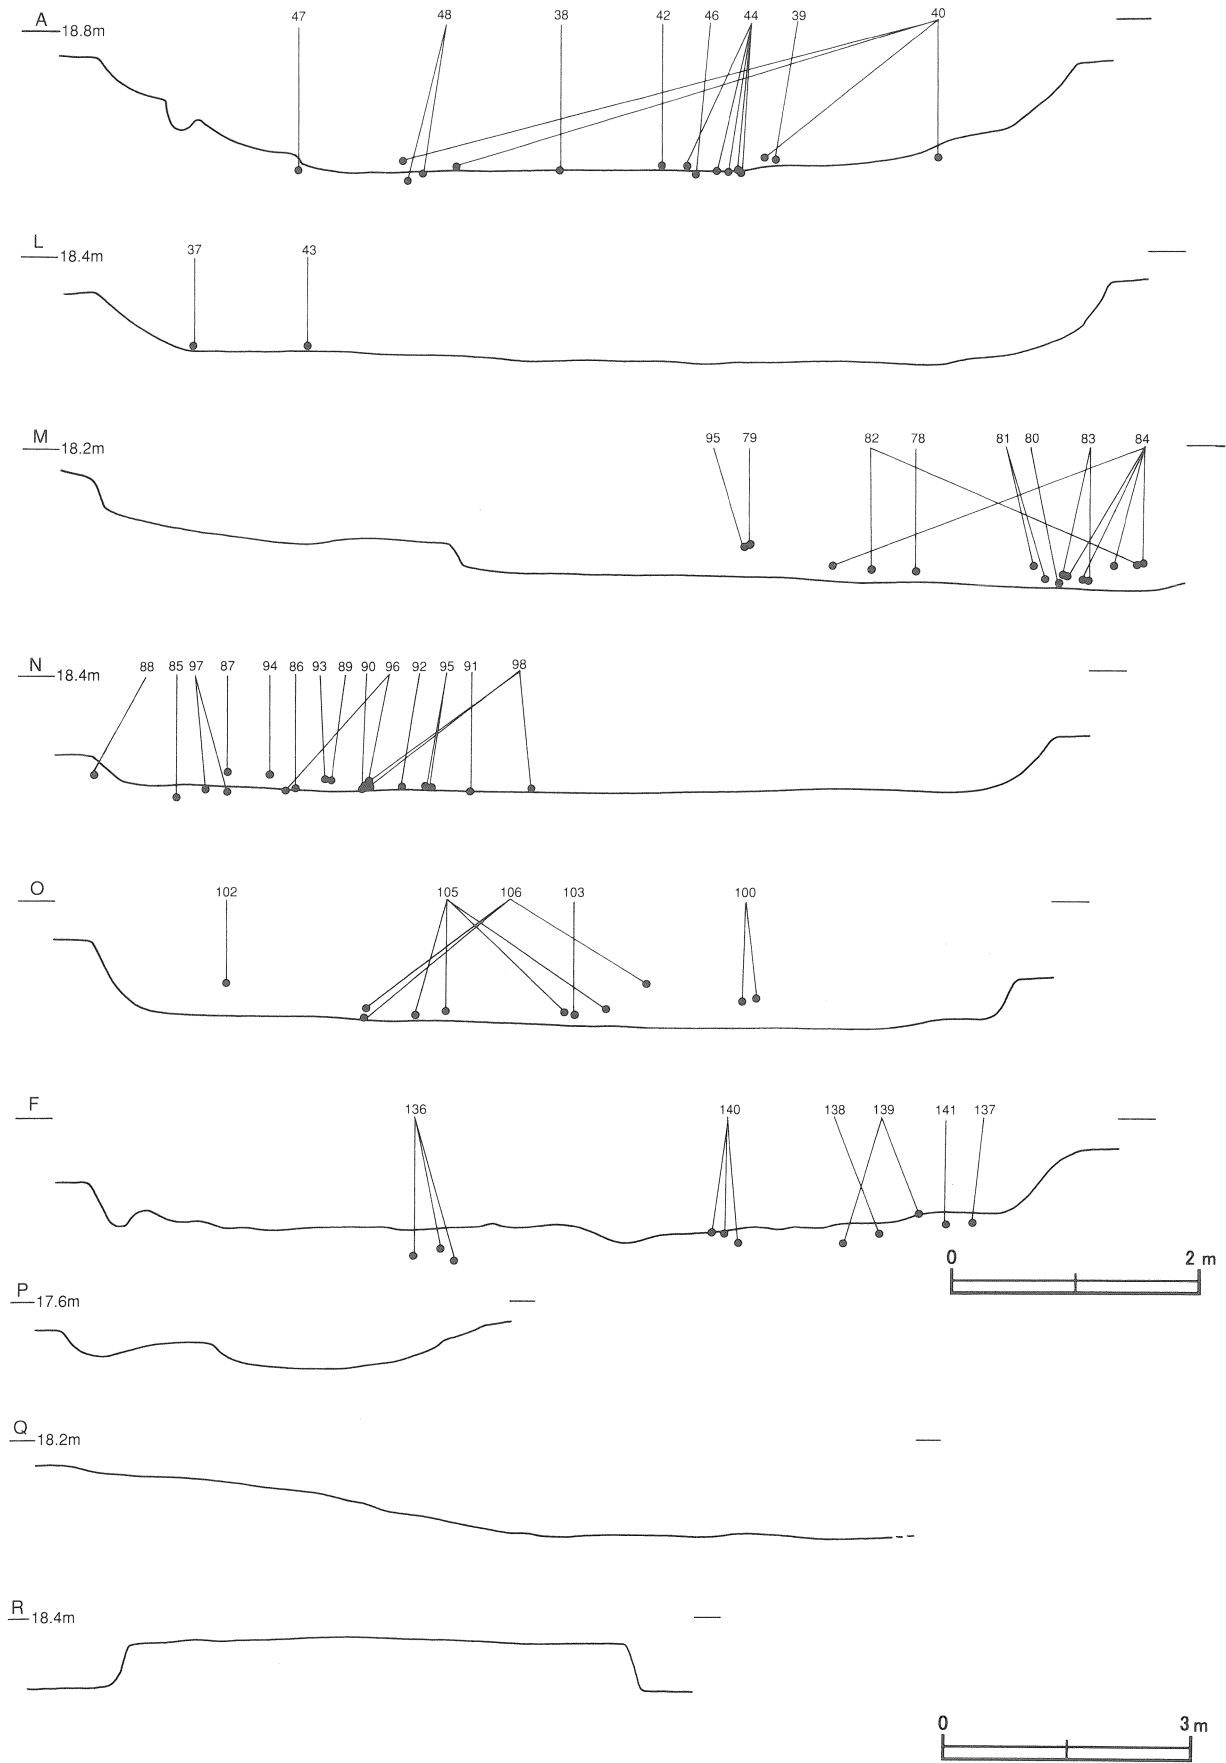 A
18.8m
47 48 38 42 46 44 39 40
L
18.4m
37 43
M
18.2m
95 79 82 78 81 80 83 84
N
18.4m
88 85 97 87 94 86 93 89 90 96 92 95 91 98
O
102 105 106 103 100
F
136 140 138 139 141 137
0 2 m
P
17.6m
Q
18.2m
R
18.4m
0 3 m